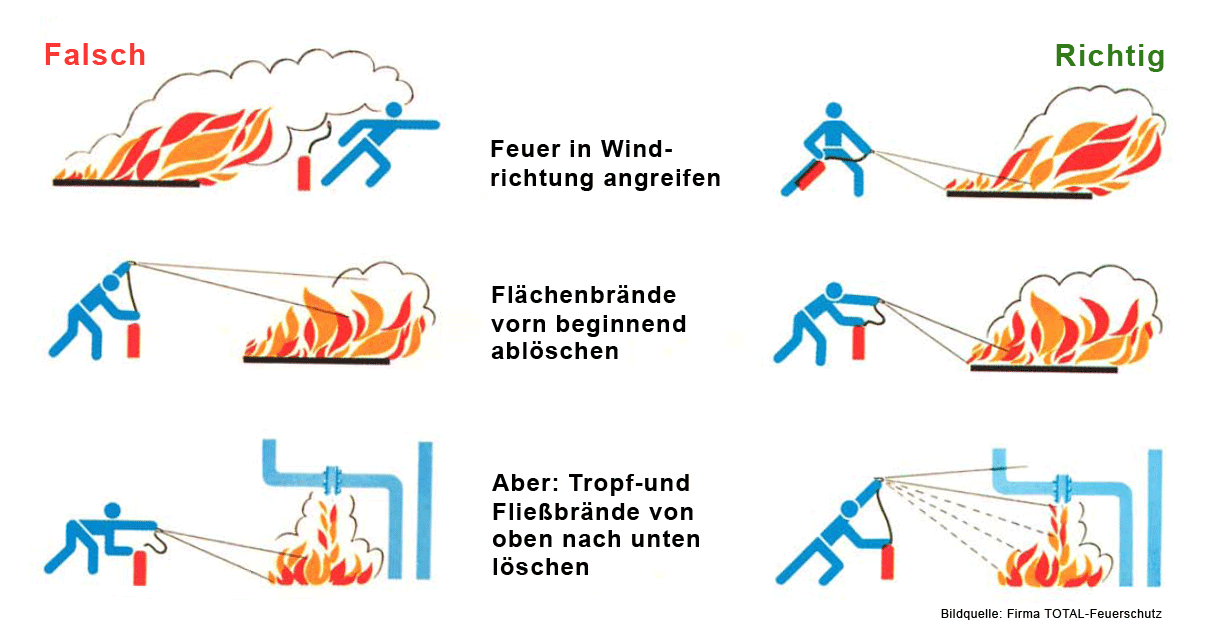 Falsch
Richtig
Feuer in Wind-
richtung angreifen
Flächenbrände
vorn beginnend
ablöschen
Aber: Tropf-und
Fließbrände von
oben nach unten
löschen
Bildquelle: Firma TOTAL-Feuerschutz